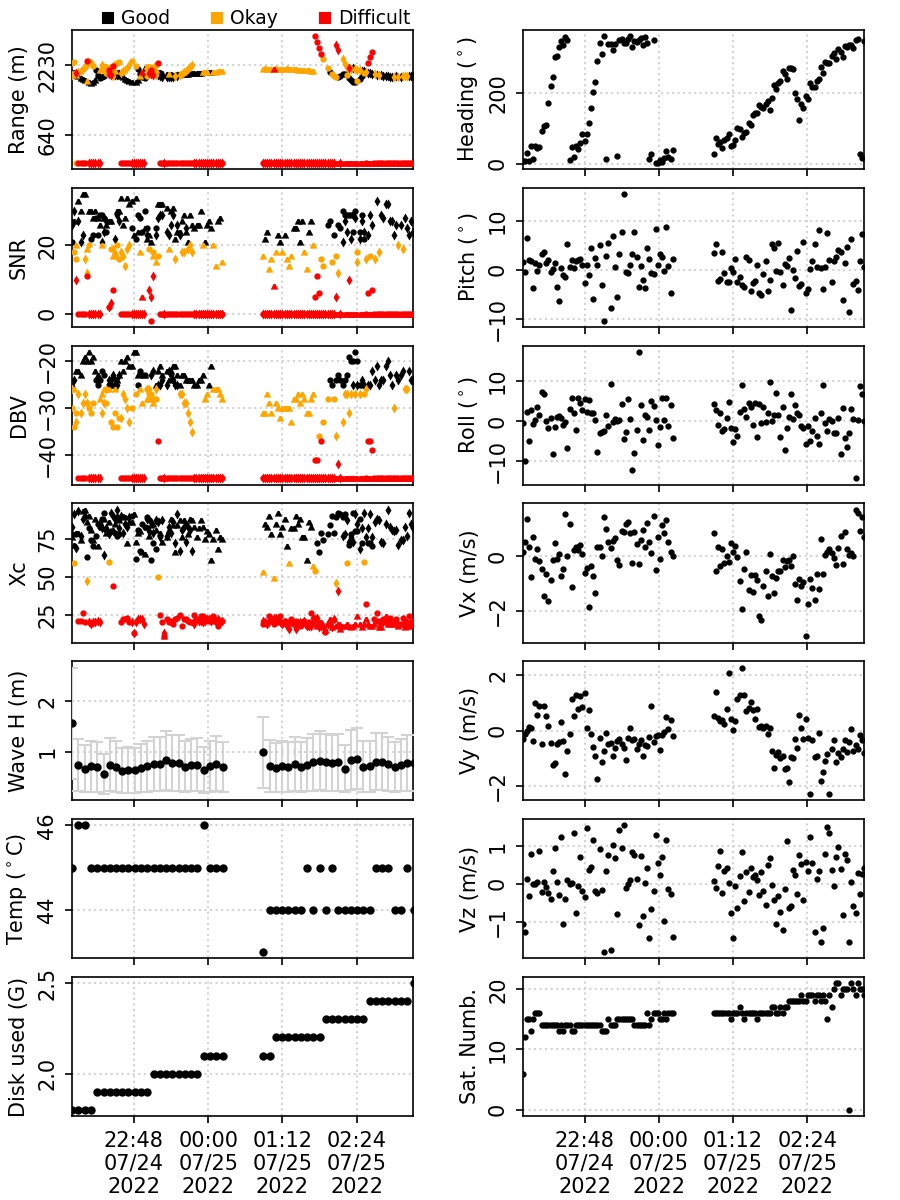 Good Okay Difficult
Range (m)
2230
640
Heading (°)
200
0
SNR
20
0
Pitch (°)
10
0
−10
DBV
−20
−30
−40
Roll (°)
10
0
−10
Xc
75
50
25
Vx (m/s)
0
−2
Wave H (m)
2
1
Vy (m/s)
2
0
−2
Temp (°C)
46
44
Vz (m/s)
1
0
−1
Disk used (G)
2.5
2.0
Sat. Numb.
20
10
0
22:48 00:00 01:12 02:24
07/24 07/25 07/25 07/25
2022 2022 2022 2022
22:48 00:00 01:12 02:24
07/24 07/25 07/25 07/25
2022 2022 2022 2022